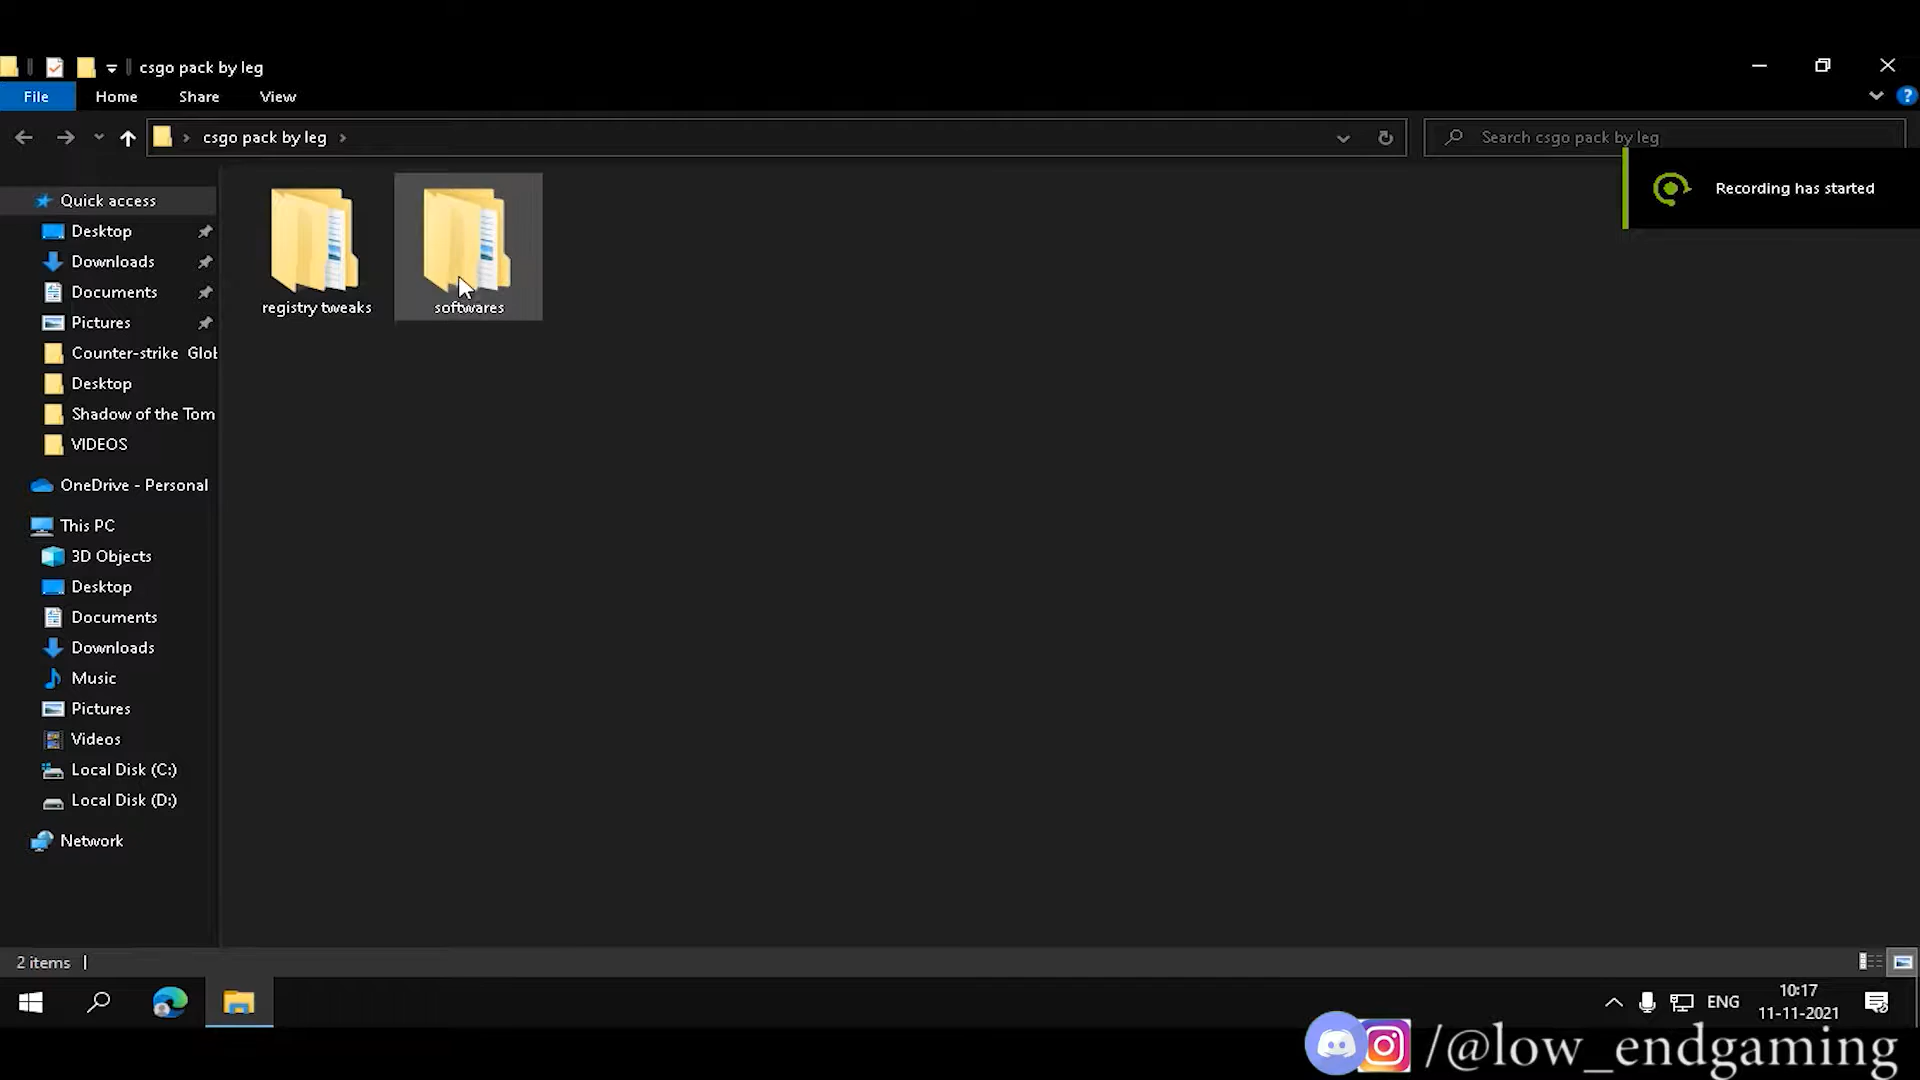 csgo pack by leg
File Home Share View
csgo pack by leg
Search csgo pack by leg
Recording has started
registry tweaks
softwares
Quick access
Desktop
Downloads
Documents
Pictures
Counter-strike Glob
Desktop
Shadow of the Tom
VIDEOS
OneDrive - Personal
This PC
3D Objects
Desktop
Documents
Downloads
Music
Pictures
Videos
Local Disk (C:)
Local Disk (D:)
Network
2 items
ENG
10:17
11-11-2021
/@low_endgaming